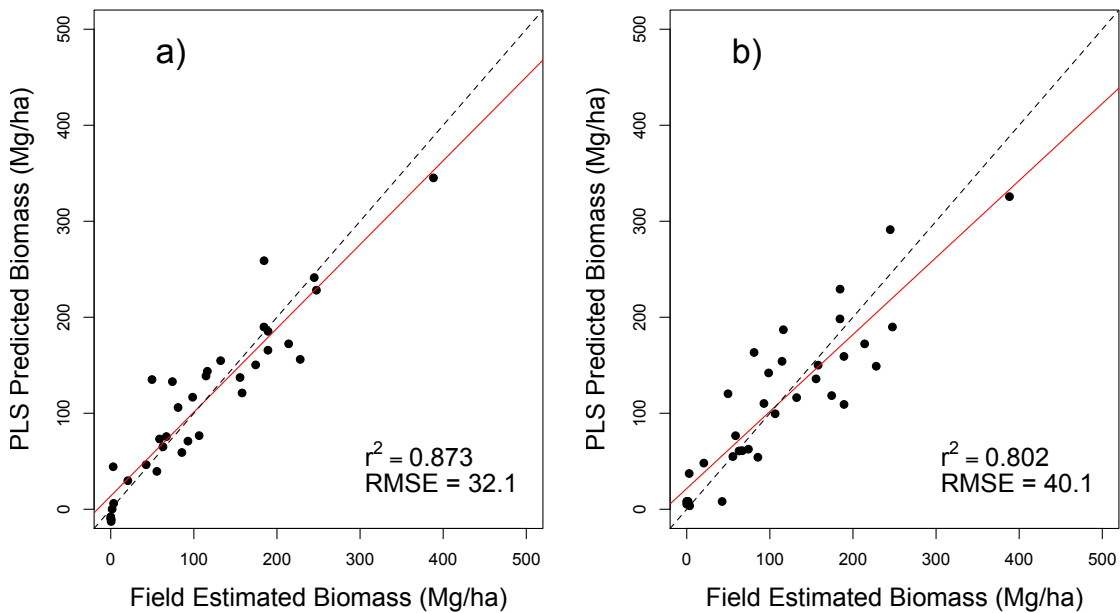 a)
PLS Predicted Biomass (Mg/ha)
500
400
300
200
100
0
r² = 0.873
RMSE = 32.1
0 100 200 300 400 500
Field Estimated Biomass (Mg/ha)
b)
PLS Predicted Biomass (Mg/ha)
500
400
300
200
100
0
r² = 0.802
RMSE = 40.1
0 100 200 300 400 500
Field Estimated Biomass (Mg/ha)